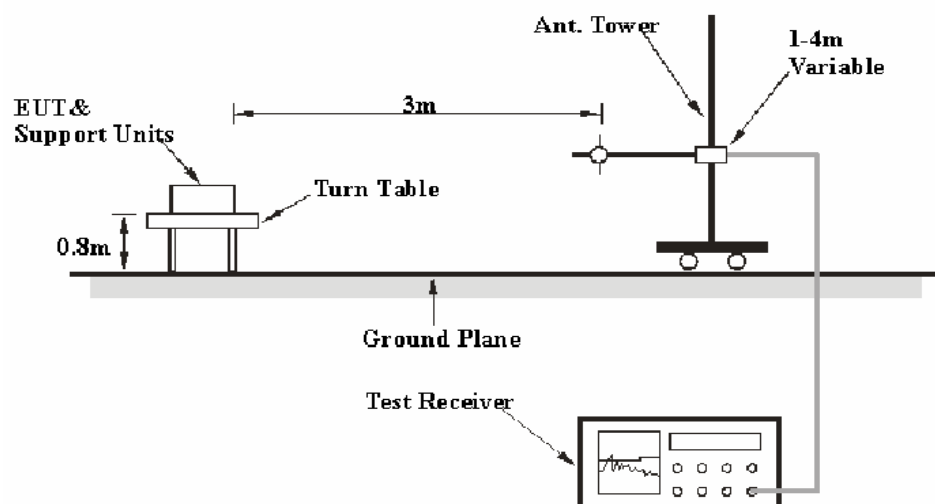 Ant. Tower
1-4m
Variable
EUT&
Support Units
3m
Turn Table
0.8m
Ground Plane
Test Receiver